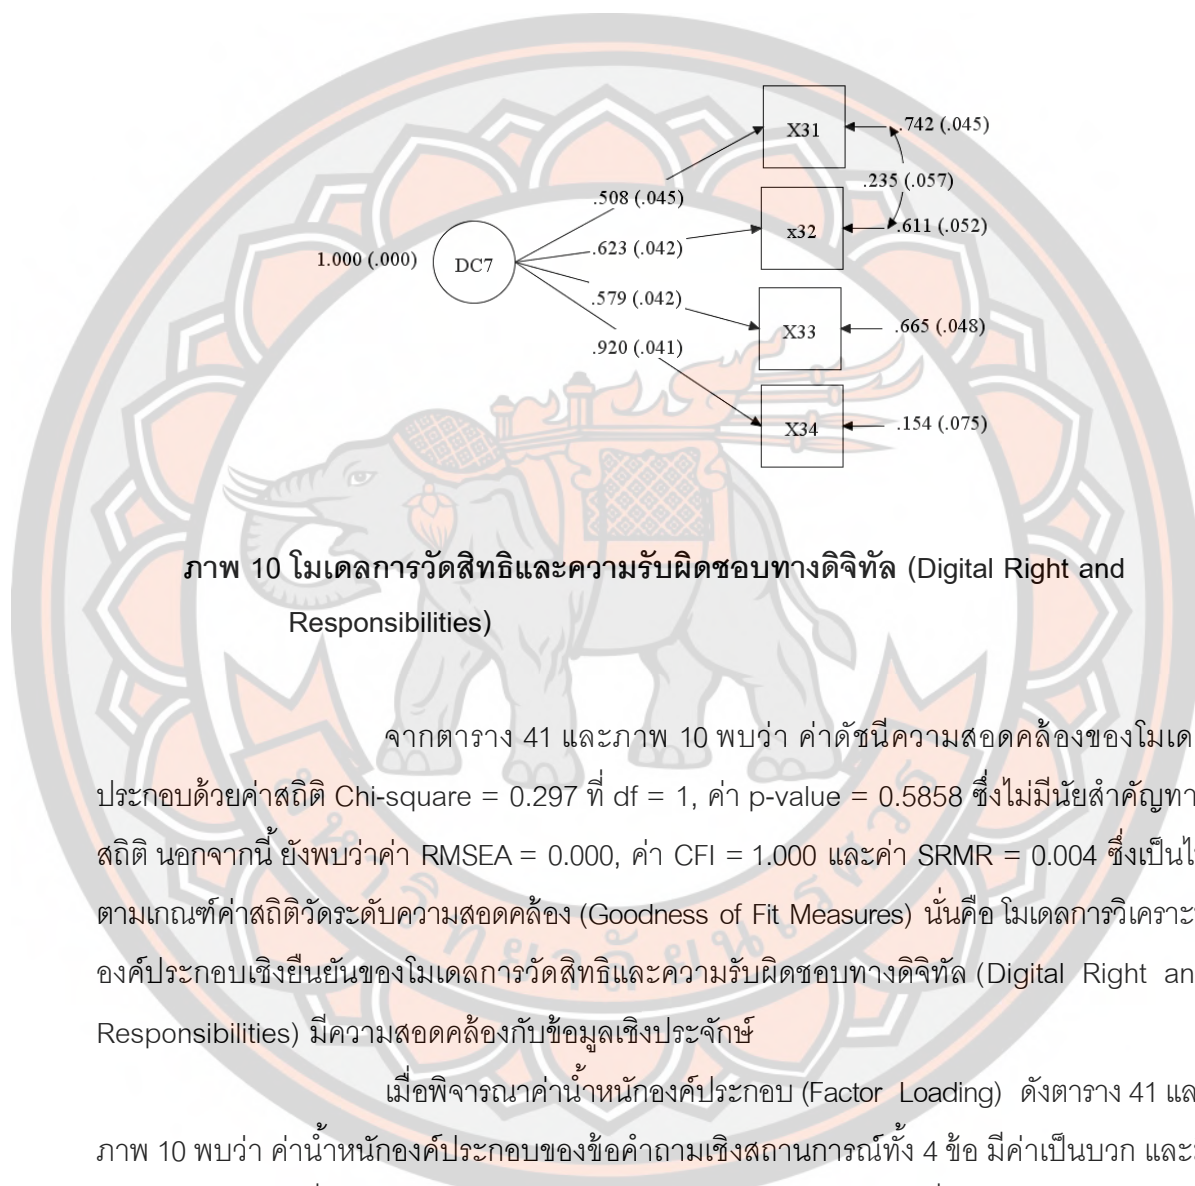 X31
.742 (.045)
.235 (.057)
.508 (.045)
x32
.611 (.052)
1.000 (.000)
DC7
.623 (.042)
.579 (.042)
X33
.665 (.048)
.920 (.041)
X34
.154 (.075)
ภาพ 10 โมเดลการวัดสิทธิและความรับผิดชอบทางดิจิทัล (Digital Right and
Responsibilities)
จากตาราง 41 และภาพ 10 พบว่า ค่าดัชนีความสอดคล้องของโมเด
ประกอบด้วยค่าสถิติ Chi-square = 0.297 ที่ df = 1, ค่า p-value = 0.5858 ซึ่งไม่มีนัยสำคัญทา
สถิติ นอกจากนี้ ยังพบว่าค่า RMSEA = 0.000, ค่า CFI = 1.000 และค่า SRMR = 0.004 ซึ่งเป็นไ
ตามเกณฑ์ค่าสถิติวัดระดับความสอดคล้อง (Goodness of Fit Measures) นั่นคือ โมเดลการวิเคราะ
องค์ประกอบเชิงยืนยันของโมเดลการวัดสิทธิและความรับผิดชอบทางดิจิทัล (Digital Right an
Responsibilities) มีความสอดคล้องกับข้อมูลเชิงประจักษ์
เมื่อพิจารณาค่าน้ำหนักองค์ประกอบ (Factor Loading) ดังตาราง 41 แล
ภาพ 10 พบว่า ค่าน้ำหนักองค์ประกอบของข้อคำถามเชิงสถานการณ์ทั้ง 4 ข้อ มีค่าเป็นบวก และ